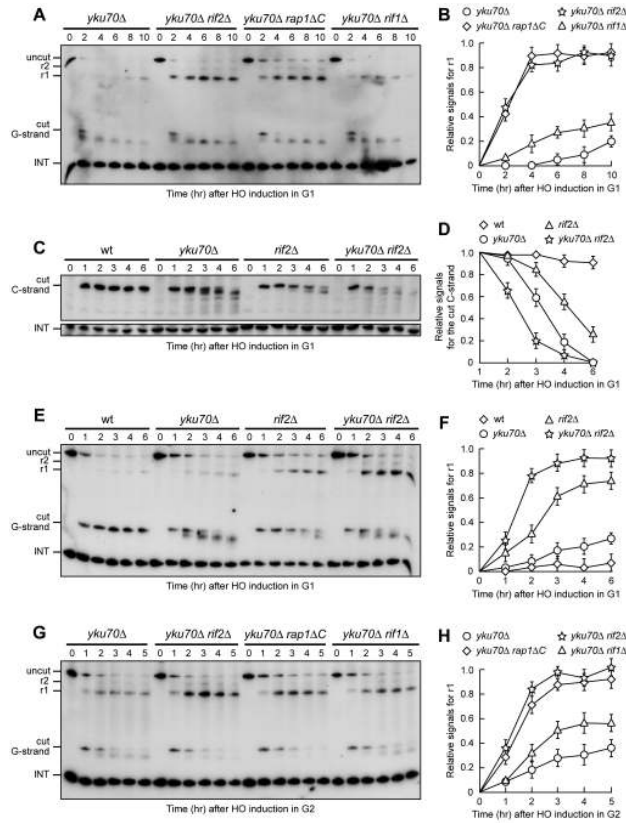 A
yku70Δ yku70Δ rif2Δ yku70Δ rap1ΔC yku70Δ rif1Δ
0 2 4 6 8 10 0 2 4 6 8 10 0 2 4 6 8 10 0 2 4 6 8 10
uncut
r2
r1
cut
G-strand
INT
Time (hr) after HO induction in G1
B
yku70Δ yku70Δ rif2Δ
yku70Δ rap1ΔC yku70Δ rif1Δ
Relative signals for r1
1.0
0.8
0.6
0.4
0.2
0
0 2 4 6 8 10
Time (hr) after HO induction in G1
C
wt yku70Δ rif2Δ yku70Δ rif2Δ
0 1 2 3 4 6 0 1 2 3 4 6 0 1 2 3 4 6 0 1 2 3 4 6
cut
C-strand
INT
Time (hr) after HO induction in G1
D
wt rif2Δ
yku70Δ yku70Δ rif2Δ
Relative signals
for the cut C-strand
1.0
0.8
0.6
0.4
0.2
0
1 2 3 4 6
Time (hr) after HO induction in G1
E
wt yku70Δ rif2Δ yku70Δ rif2Δ
0 1 2 3 4 6 0 1 2 3 4 6 0 1 2 3 4 6 0 1 2 3 4 6
uncut
r2
r1
cut
G-strand
INT
Time (hr) after HO induction in G1
F
wt rif2Δ
yku70Δ yku70Δ rif2Δ
Relative signals for r1
1.0
0.8
0.6
0.4
0.2
0
0 1 2 3 4 6
Time (hr) after HO induction in G1
G
yku70Δ yku70Δ rif2Δ yku70Δ rap1ΔC yku70Δ rif1Δ
0 1 2 3 4 5 0 1 2 3 4 5 0 1 2 3 4 5 0 1 2 3 4 5
uncut
r2
r1
cut
G-strand
INT
Time (hr) after HO induction in G2
H
yku70Δ yku70Δ rif2Δ
yku70Δ rap1ΔC yku70Δ rif1Δ
Relative signals for r1
1.0
0.8
0.6
0.4
0.2
0
0 1 2 3 4 5
Time (hr) after HO induction in G2